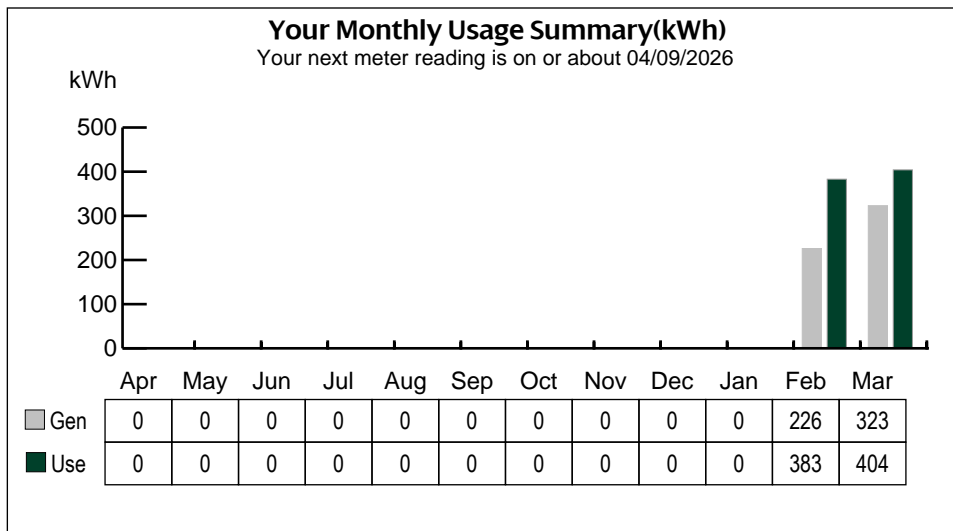 Your Monthly Usage Summary(kWh)
Your next meter reading is on or about 04/09/2026
kWh
500
400
300
200
100
0
Apr May Jun Jul Aug Sep Oct Nov Dec Jan Feb Mar
Gen 0 0 0 0 0 0 0 0 0 0 226 323
Use 0 0 0 0 0 0 0 0 0 0 383 404